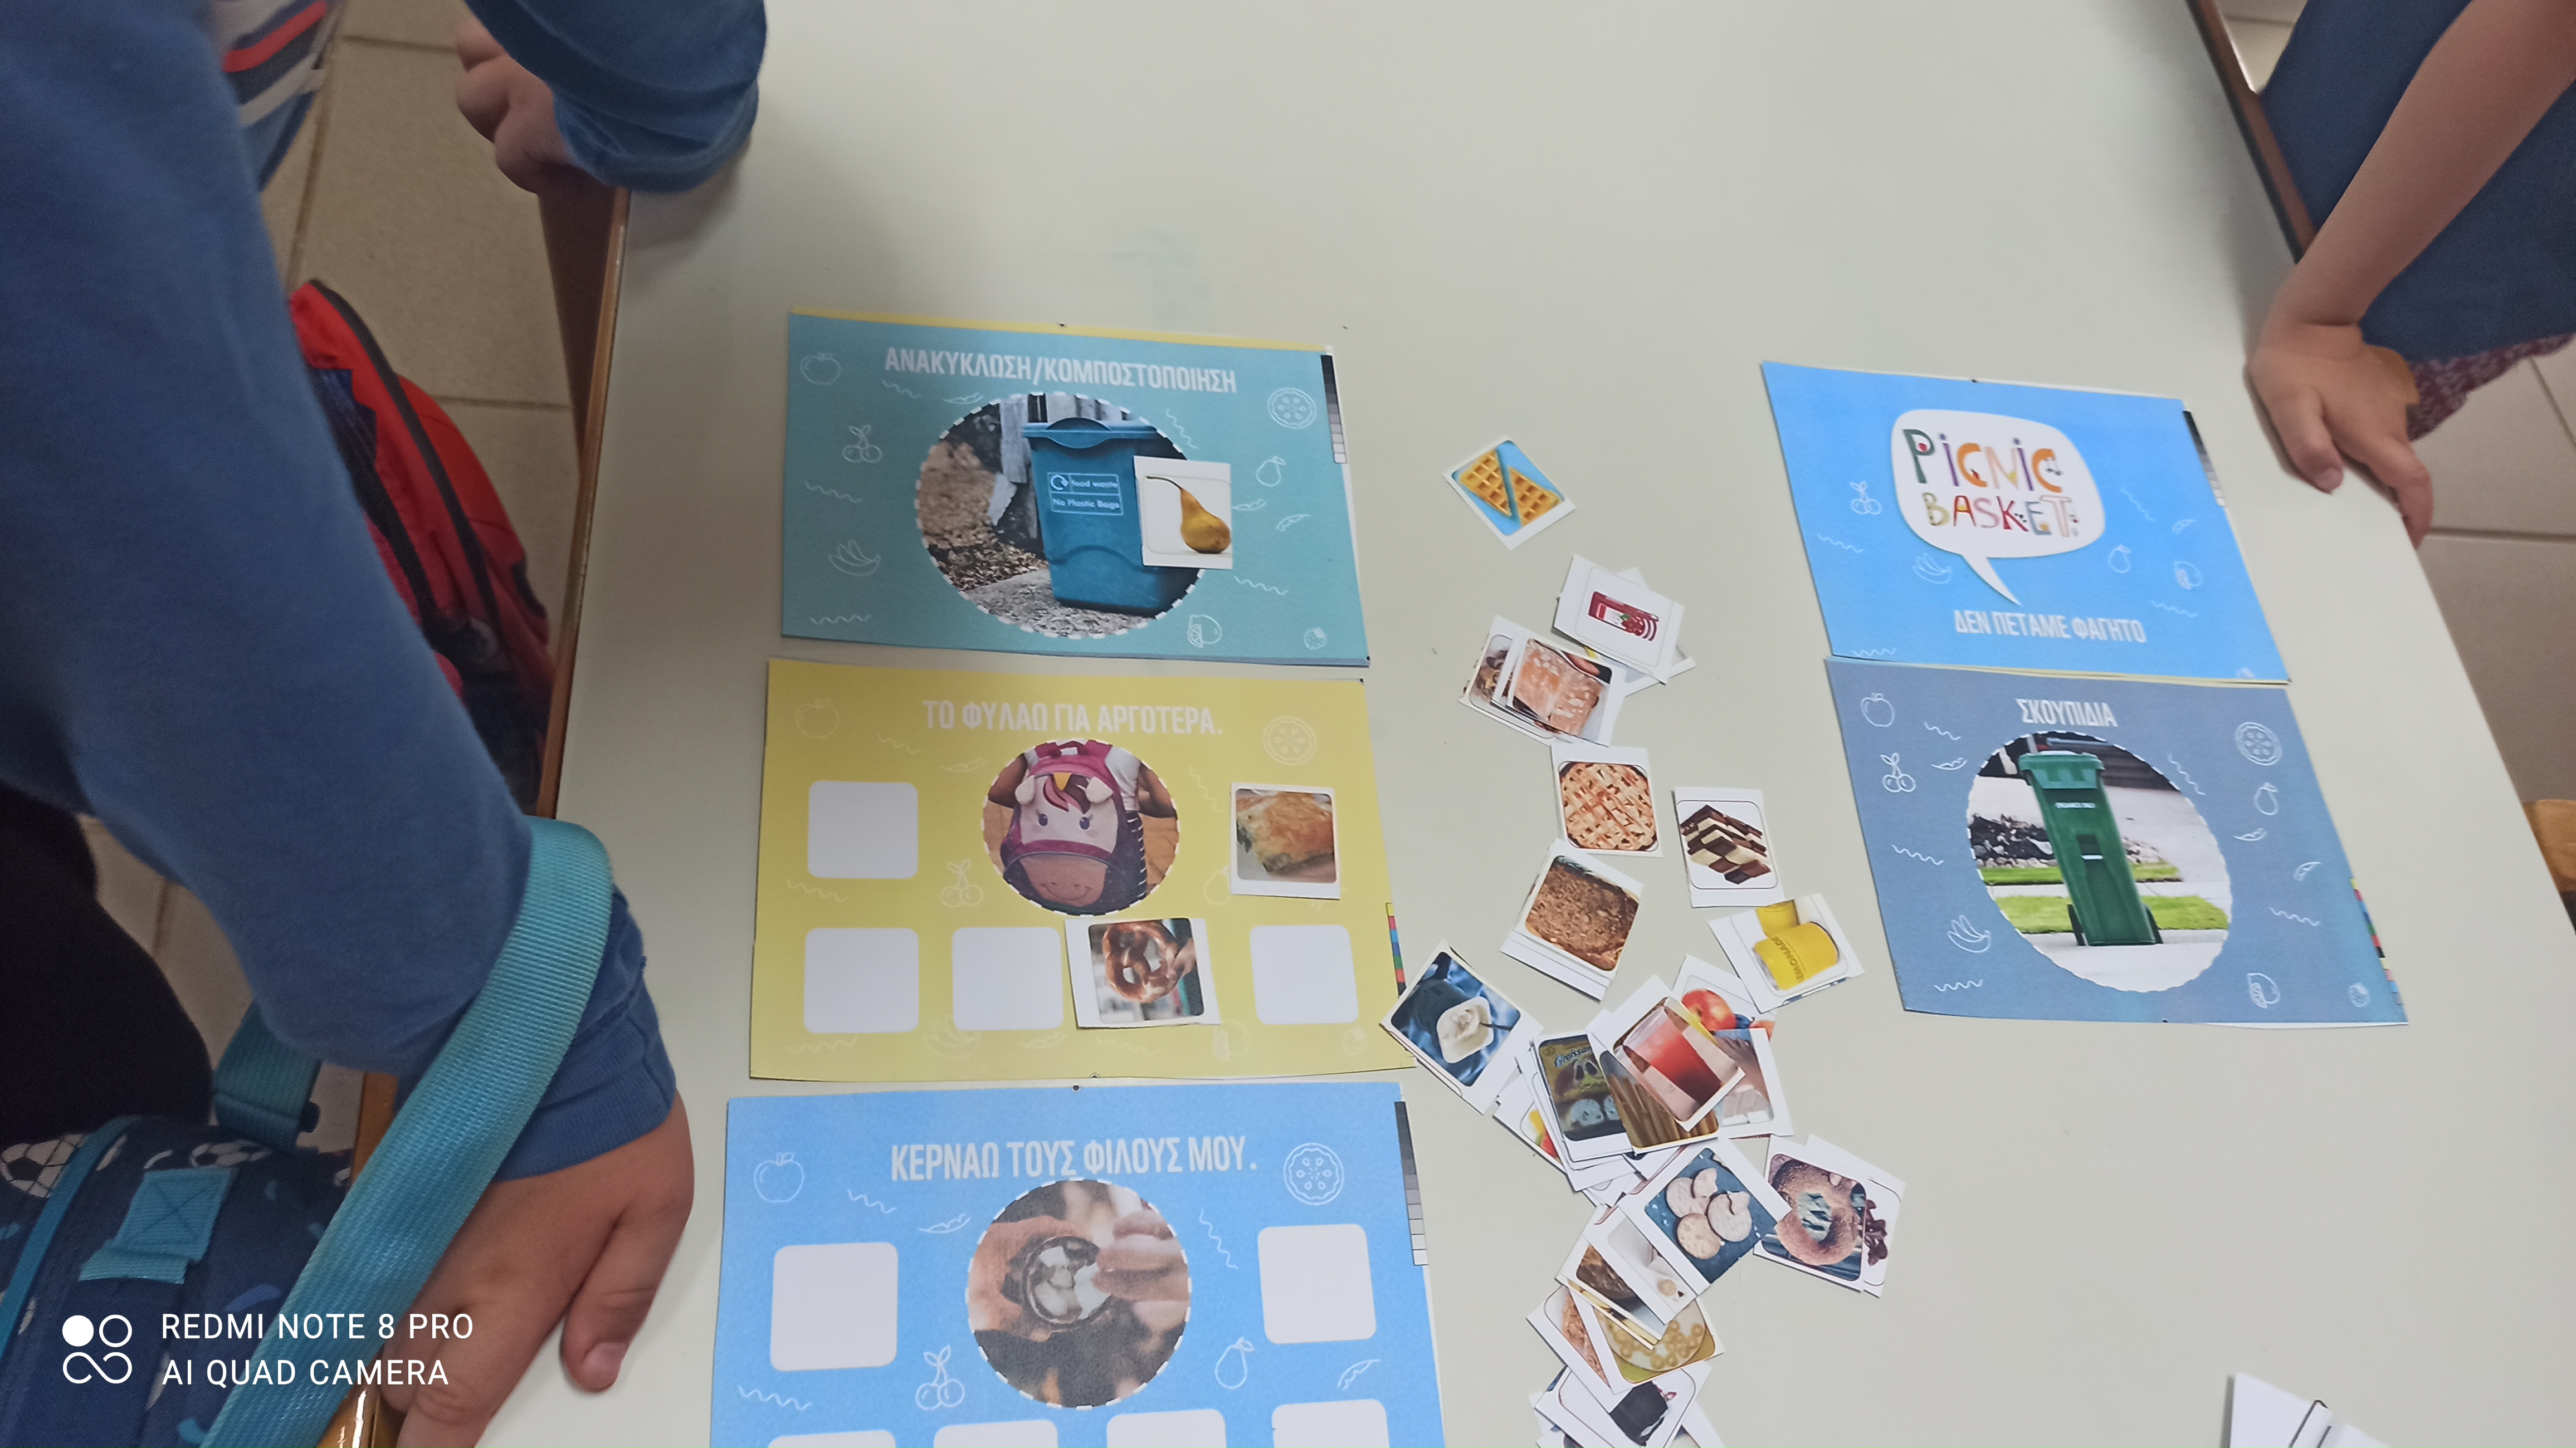 ΑΝΑΚΥΚΛΩΣΗ/ΚΟΜΠΟΣΤΟΠΟΙΗΣΗ
food waste
No Plastic Bags
PiCNiC
BASKET
ΔΕΝ ΠΕΤΑΜΕ ΦΑΓΗΤΟ
ΤΟ ΦΥΛΑΩ ΓΙΑ ΑΡΓΟΤΕΡΑ.
ΣΚΟΥΠΙΔΙΑ
LIMONADE
ΚΕΡΝΑΩ ΤΟΥΣ ΦΙΛΟΥΣ ΜΟΥ.
REDMI NOTE 8 PRO
AI QUAD CAMERA